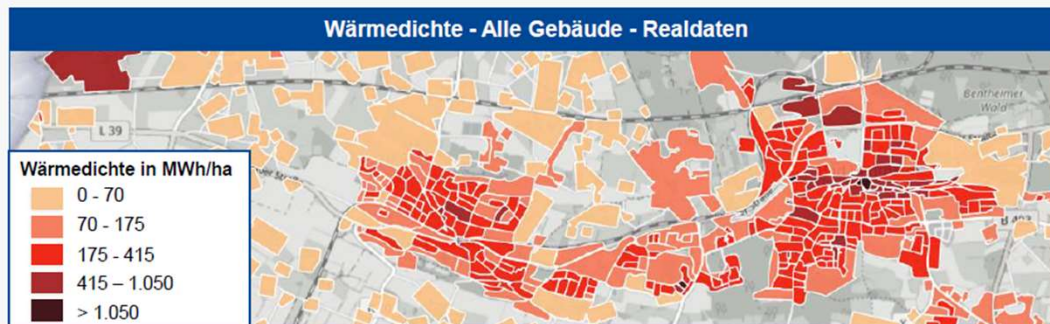 Wärmedichte - Alle Gebäude - Realdaten
Bentheimer
Wald
L 39
Wärmedichte in MWh/ha
0 - 70
70 - 175
175 - 415
415 – 1.050
> 1.050
B 403